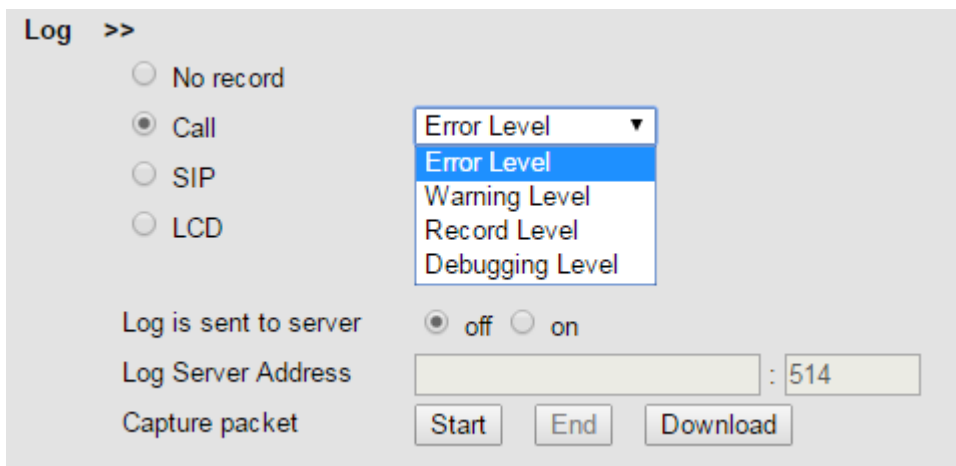 Log >>
No record
Call Error Level ▼
Error Level
Warning Level
SIP
Record Level
LCD
Debugging Level
Log is sent to server off on
Log Server Address : 514
Capture packet Start End Download